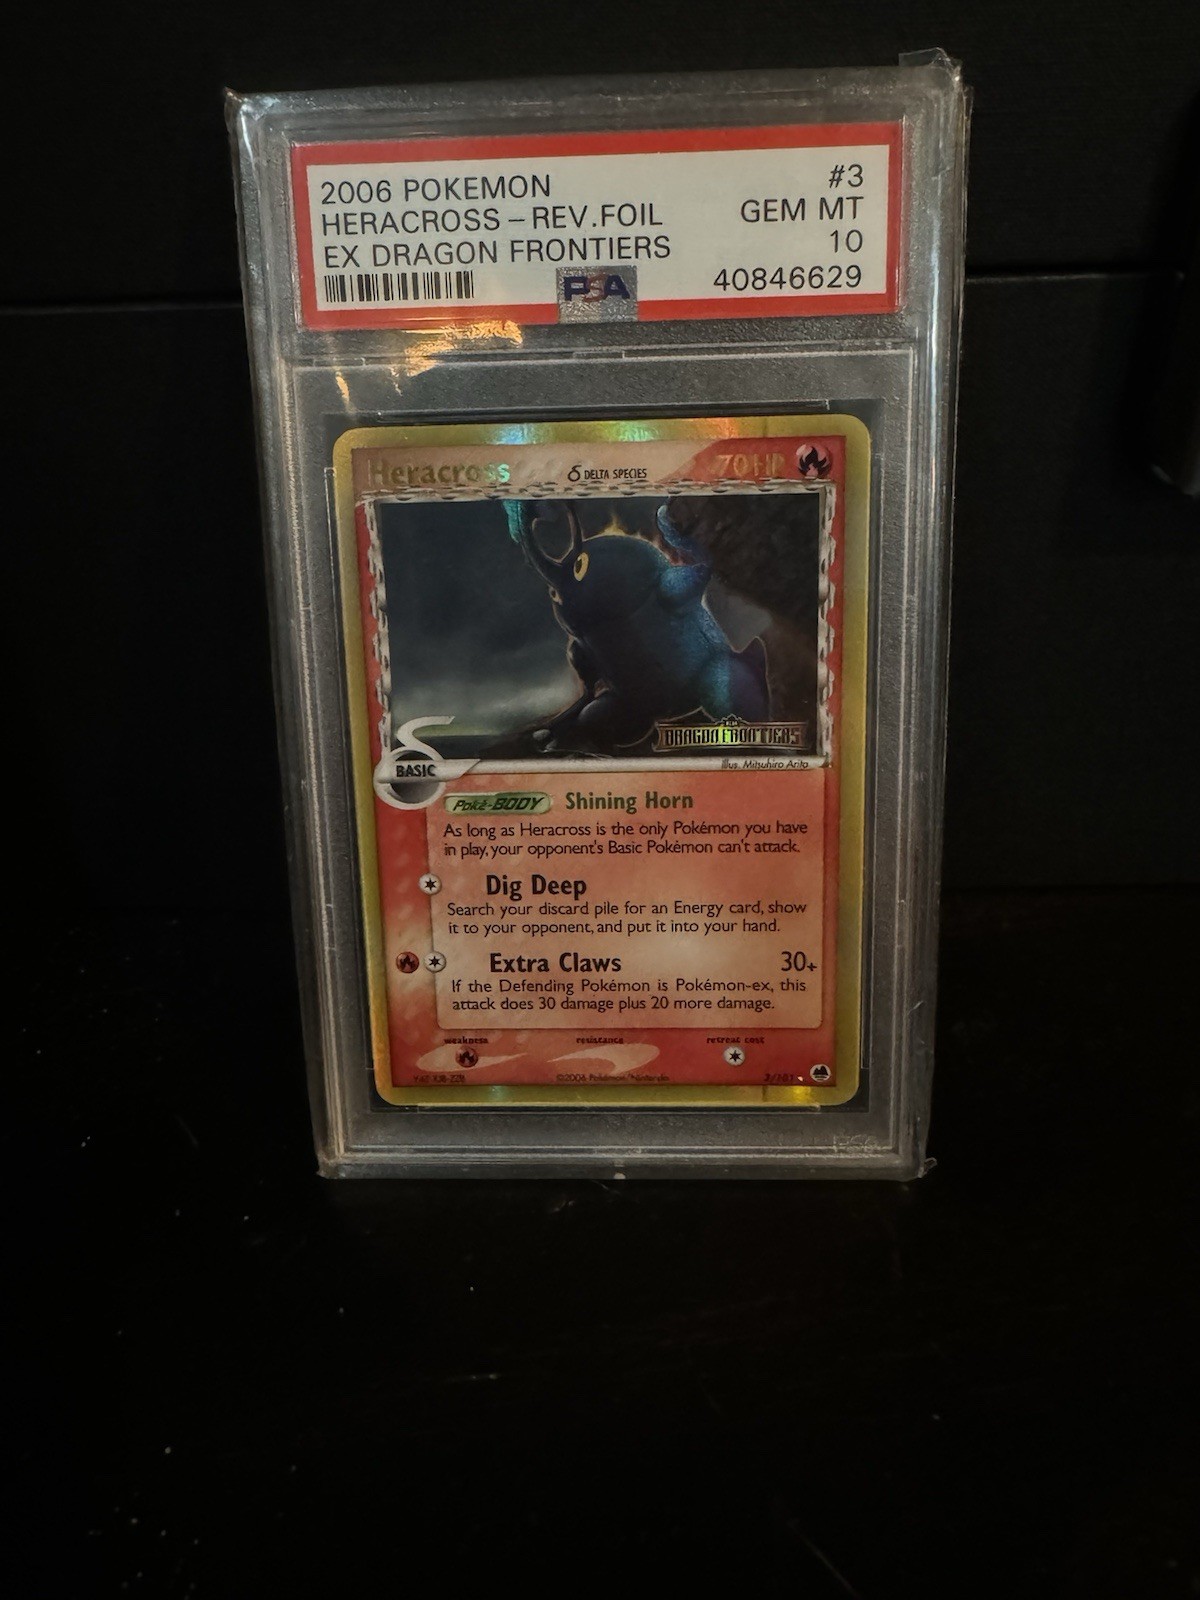 2006 POKEMON #3
HERACROSS - REV.FOIL GEM MT
EX DRAGON FRONTIERS 10
PSA 40846629
Heracross δ DELTA SPECIES 70 HP
DRAGON FRONTIERS
BASIC
Illus. Mitsuhiro Arita
Poké-BODY Shining Horn
As long as Heracross is the only Pokémon you have
in play, your opponent's Basic Pokémon can't attack.
Dig Deep
Search your discard pile for an Energy card, show
it to your opponent, and put it into your hand.
Extra Claws 30+
If the Defending Pokémon is Pokémon-ex, this
attack does 30 damage plus 20 more damage.
weakness resistance retreat cost
©2006 Pokémon/Nintendo 3/101